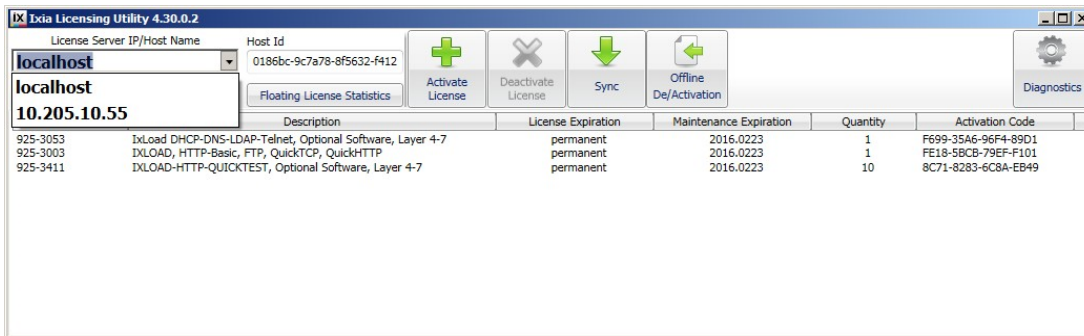 IX Ixia Licensing Utility 4.30.0.2
License Server IP/Host Name
Host Id
localhost
0186bc-9c7a78-8f5632-f412
localhost
10.205.10.55
Floating License Statistics
Activate
License
Deactivate
License
Sync
Offline
De/Activation
Diagnostics
Description License Expiration Maintenance Expiration Quantity Activation Code
925-3053 IxLoad DHCP-DNS-LDAP-Telnet, Optional Software, Layer 4-7 permanent 2016.0223 1 F699-35A6-96F4-89D1
925-3003 IXLOAD, HTTP-Basic, FTP, QuickTCP, QuickHTTP permanent 2016.0223 1 FE18-5BCB-79EF-F101
925-3411 IXLOAD-HTTP-QUICKTEST, Optional Software, Layer 4-7 permanent 2016.0223 10 8C71-8283-6C8A-EB49